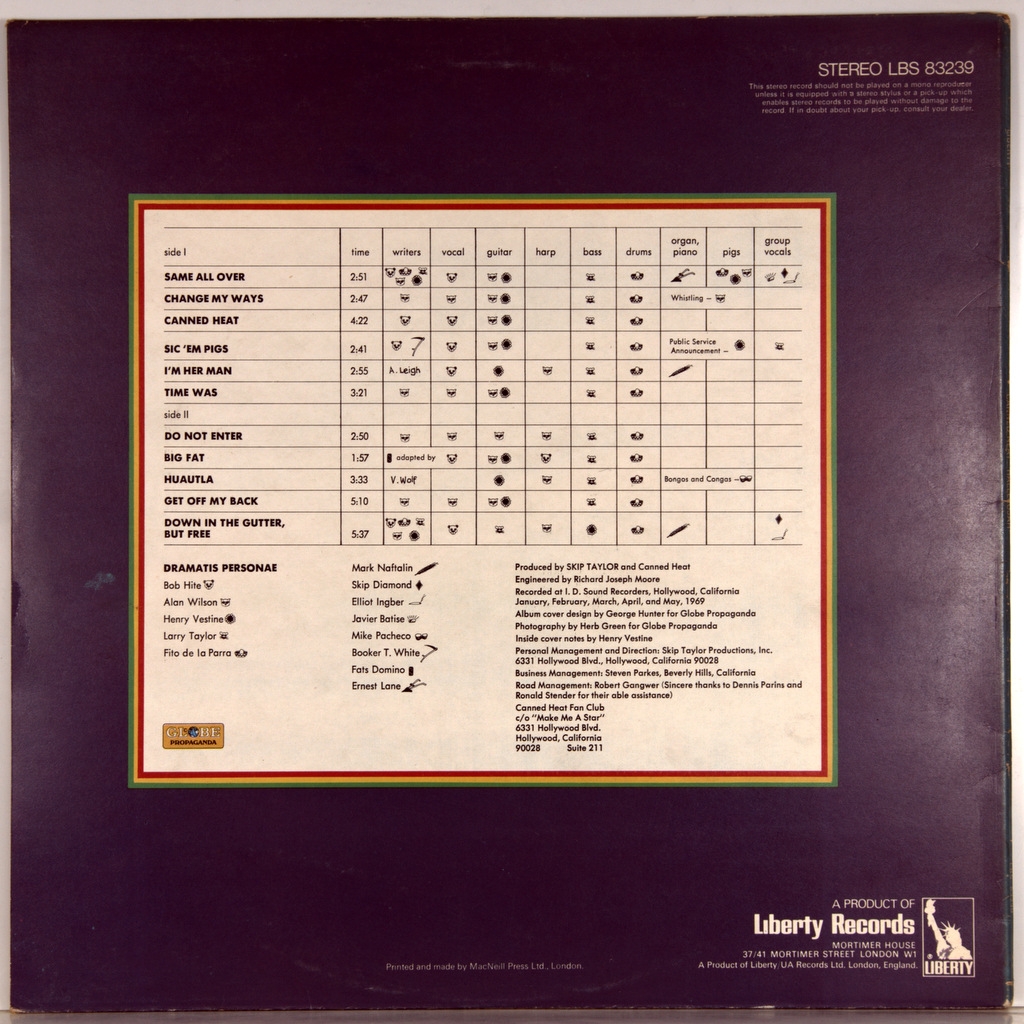 STEREO LBS 83239
This stereo record should not be played on a mono reproducer
unless it is equipped with a stereo stylus or a pick-up which
enables stereo records to be played without damage to the
record. If in doubt about your pick-up, consult your dealer.
side I time writers vocal guitar harp bass drums organ, piano pigs group vocals
SAME ALL OVER 2:51
CHANGE MY WAYS 2:47 Whistling –
CANNED HEAT 4:22
SIC 'EM PIGS 2:41 Public Service Announcement –
I'M HER MAN 2:55 A. Leigh
TIME WAS 3:21
side II
DO NOT ENTER 2:50
BIG FAT 1:57 adapted by
HUAUTLA 3:33 V. Wolf Bongos and Congas –
GET OFF MY BACK 5:10
DOWN IN THE GUTTER,
BUT FREE 5:37
DRAMATIS PERSONAE
Bob Hite
Alan Wilson
Henry Vestine
Larry Taylor
Fito de la Parra
Mark Naftalin
Skip Diamond
Elliot Ingber
Javier Batise
Mike Pacheco
Booker T. White
Fats Domino
Ernest Lane
Produced by SKIP TAYLOR and Canned Heat
Engineered by Richard Joseph Moore
Recorded at I. D. Sound Recorders, Hollywood, California
January, February, March, April, and May, 1969
Album cover design by George Hunter for Globe Propaganda
Photography by Herb Green for Globe Propaganda
Inside cover notes by Henry Vestine
Personal Management and Direction: Skip Taylor Productions, Inc.
6331 Hollywood Blvd., Hollywood, California 90028
Business Management: Steven Parkes, Beverly Hills, California
Road Management: Robert Gangwer (Sincere thanks to Dennis Parins and
Ronald Stender for their able assistance)
Canned Heat Fan Club
c/o "Make Me A Star"
6331 Hollywood Blvd.
Hollywood, California
90028 Suite 211
GLOBE
PROPAGANDA
A PRODUCT OF
Liberty Records
MORTIMER HOUSE
37/41 MORTIMER STREET LONDON W1
A Product of Liberty/UA Records Ltd. London, England.
LIBERTY
Printed and made by MacNeill Press Ltd., London.